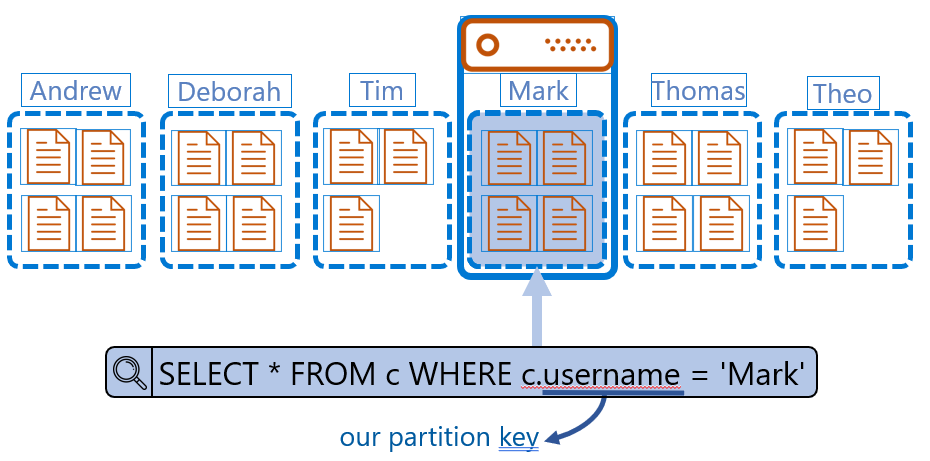 Andrew
Deborah
Tim
Mark
Thomas
Theo
SELECT * FROM c WHERE c.username = 'Mark'
our partition key